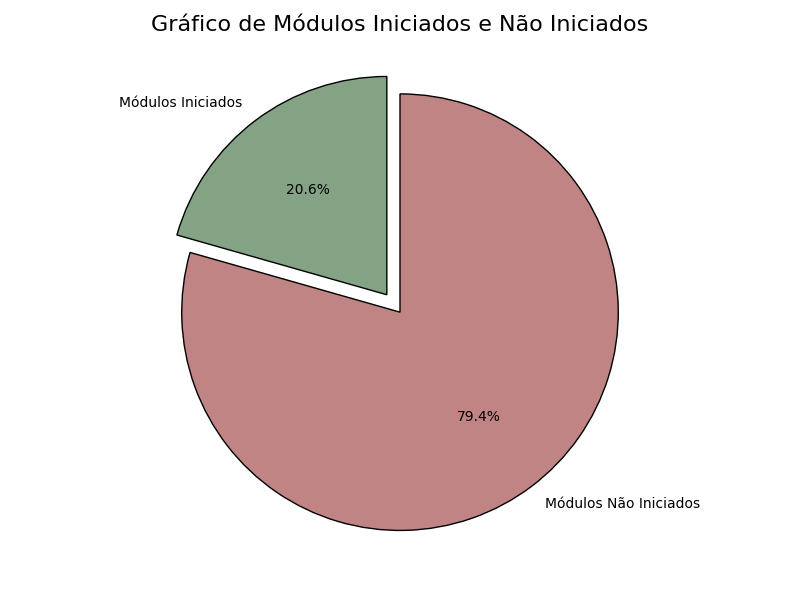 Gráfico de Módulos Iniciados e Não Iniciados
Módulos Iniciados
20.6%
79.4%
Módulos Não Iniciados